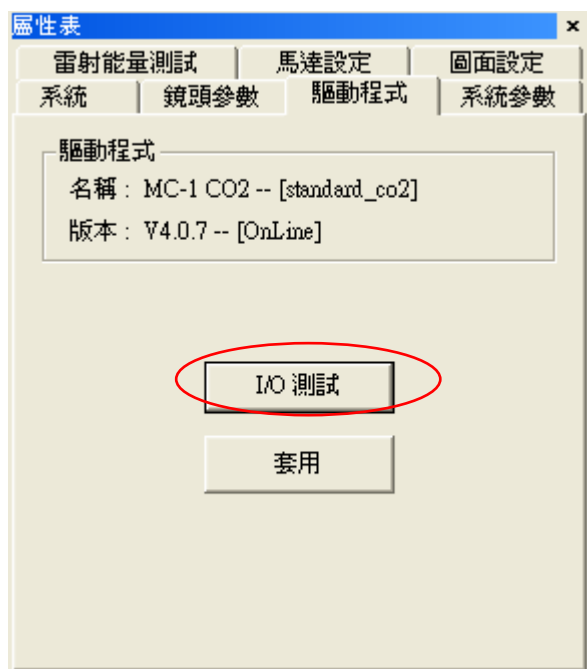 屬性表
雷射能量測試 馬達設定 圖面設定
系統 鏡頭參數 驅動程式 系統參數
驅動程式
名稱: MC-1 CO2 -- [standard_co2]
版本: V4.0.7 -- [OnLine]
I/O 測試
套用